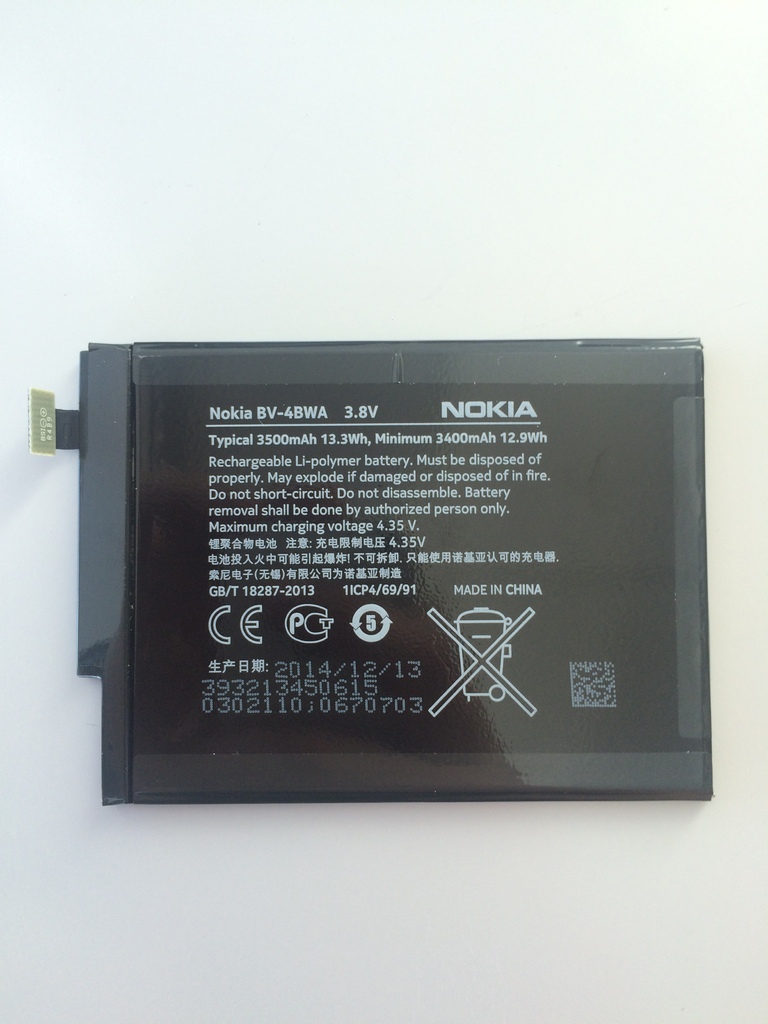 Nokia BV-4BWA 3.8V NOKIA
Typical 3500mAh 13.3Wh, Minimum 3400mAh 12.9Wh
Rechargeable Li-polymer battery. Must be disposed of
properly. May explode if damaged or disposed of in fire.
Do not short-circuit. Do not disassemble. Battery
removal shall be done by authorized person only.
Maximum charging voltage 4.35 V.
锂聚合物电池 注意: 充电限制电压 4.35V
电池投入火中可能引起爆炸! 不可拆卸. 只能使用诺基亚认可的充电器.
索尼电子(无锡)有限公司为诺基亚制造
GB/T 18287-2013 1ICP4/69/91 MADE IN CHINA
CE PCT 5
生产日期: 2014/12/13
393213450615
0302110;0670703